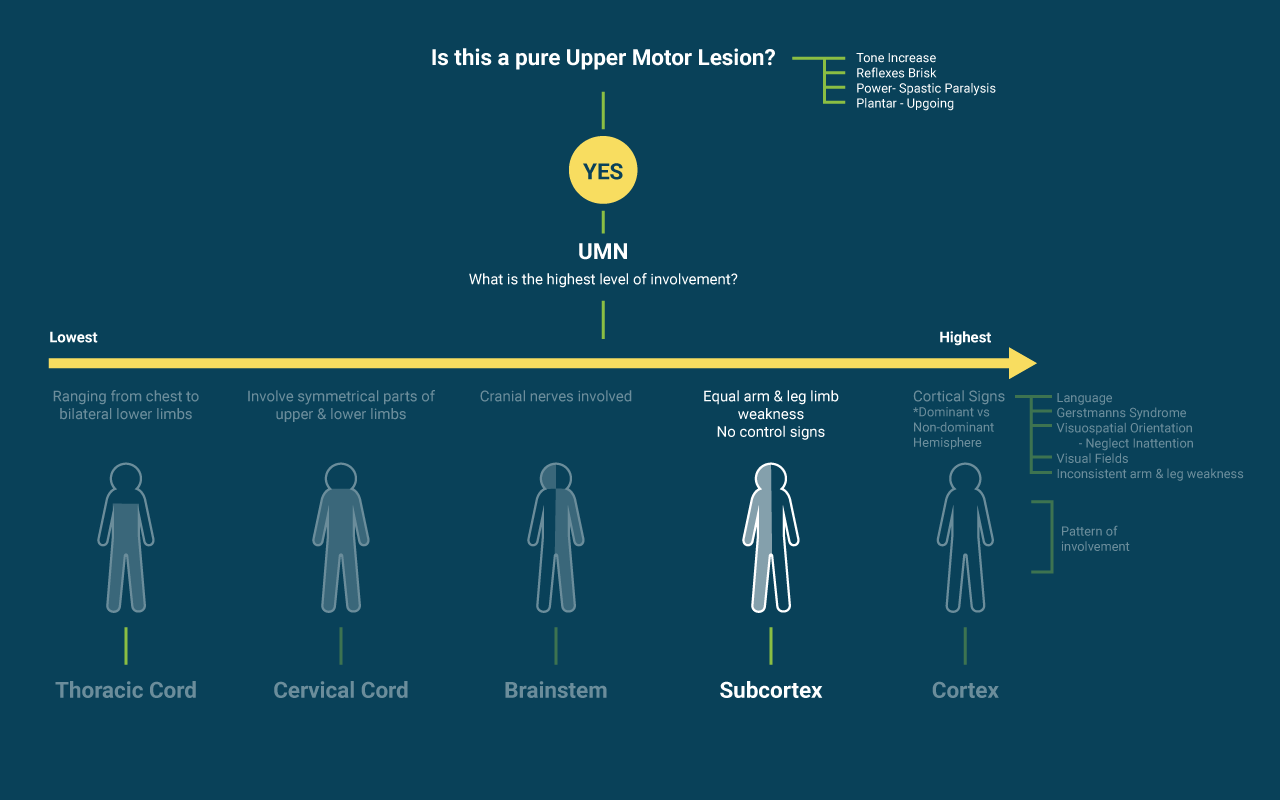 Is this a pure Upper Motor Lesion?
Tone Increase
Reflexes Brisk
Power- Spastic Paralysis
Plantar - Upgoing
YES
UMN
What is the highest level of involvement?
Lowest
Highest
Ranging from chest to
bilateral lower limbs
Involve symmetrical parts of
upper & lower limbs
Cranial nerves involved
Equal arm & leg limb
weakness
No control signs
Cortical Signs
*Dominant vs
Non-dominant
Hemisphere
Language
Gerstmanns Syndrome
Visuospatial Orientation
- Neglect Inattention
Visual Fields
Inconsistent arm & leg weakness
Pattern of
involvement
Thoracic Cord
Cervical Cord
Brainstem
Subcortex
Cortex